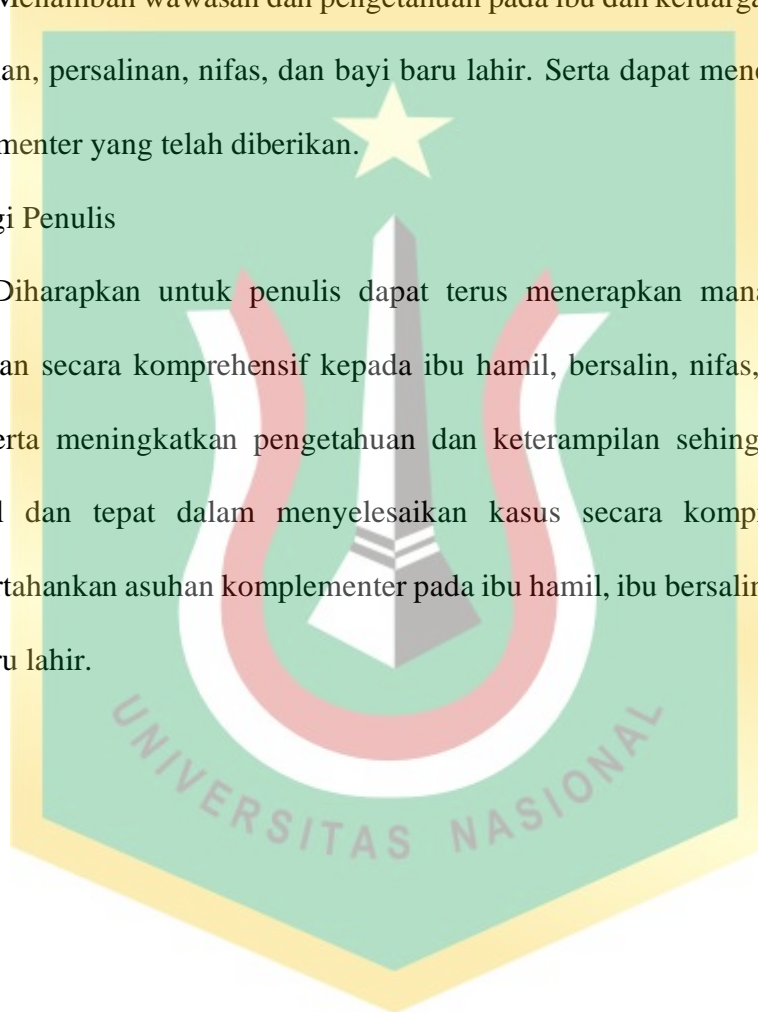 Menambah wawasan dan pengetahuan pada ibu dan keluarga
an, persalinan, nifas, dan bayi baru lahir. Serta dapat mene
menter yang telah diberikan.
gi Penulis
Diharapkan untuk penulis dapat terus menerapkan mana
an secara komprehensif kepada ibu hamil, bersalin, nifas,
erta meningkatkan pengetahuan dan keterampilan sehing
l dan tepat dalam menyelesaikan kasus secara komp
rtahankan asuhan komplementer pada ibu hamil, ibu bersalin
ru lahir.
UNIVERSITAS NASIONAL